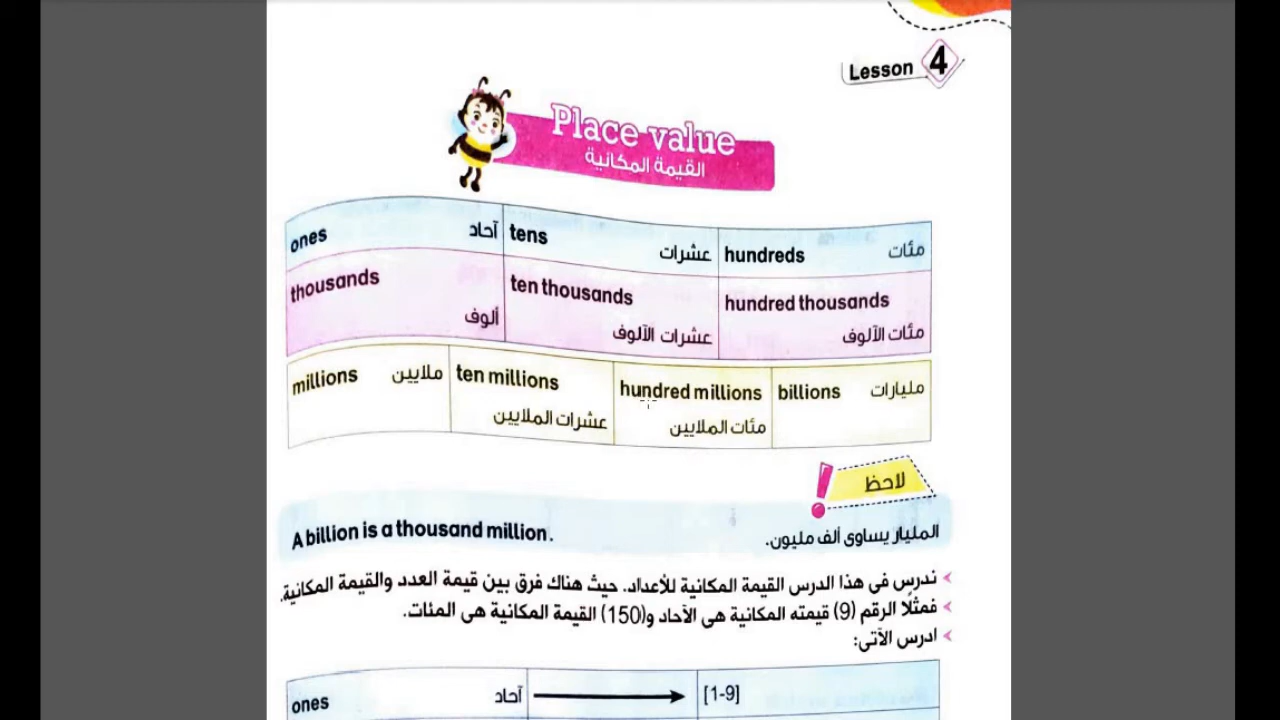 Lesson 4
Place value
القيمة المكانية
ones آحاد tens عشرات hundreds مئات
thousands ألوف ten thousands عشرات الآلوف hundred thousands مئات الآلوف
millions ملايين ten millions عشرات الملايين hundred millions مئات الملايين billions مليارات
لاحظ
A billion is a thousand million. المليار يساوى ألف مليون.
ندرس فى هذا الدرس القيمة المكانية للأعداد. حيث هناك فرق بين قيمة العدد والقيمة المكانية.
فمثلًا الرقم (9) قيمته المكانية هى الآحاد و(150) القيمة المكانية هى المئات.
ادرس الآتى:
ones آحاد [1-9]